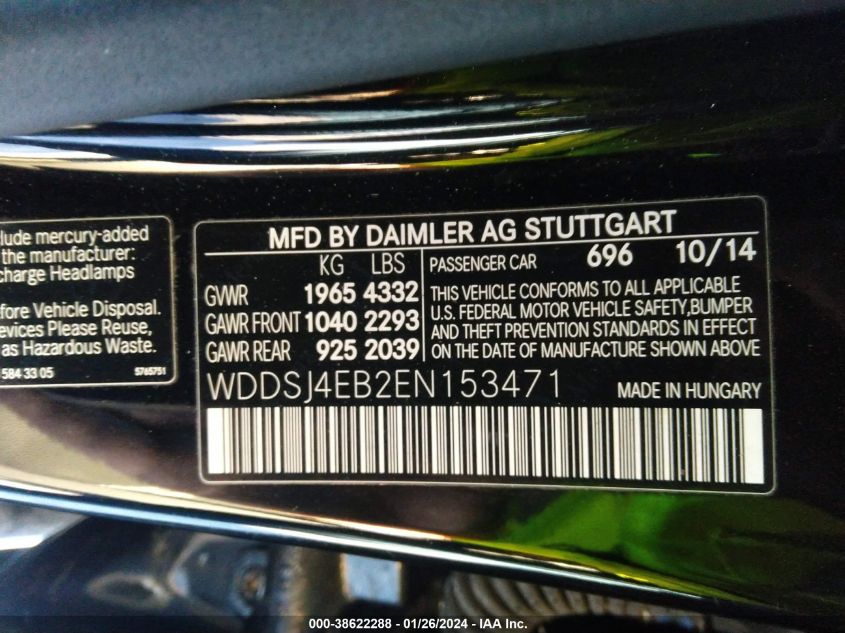 lude mercury-added
the manufacturer:
charge Headlamps
fore Vehicle Disposal.
evices Please Reuse,
as Hazardous Waste.
584 33 05 5765751
MFD BY DAIMLER AG STUTTGART
KG LBS
GVWR 1965 4332
GAWR FRONT 1040 2293
GAWR REAR 925 2039
PASSENGER CAR 696 10/14
THIS VEHICLE CONFORMS TO ALL APPLICABLE
U.S. FEDERAL MOTOR VEHICLE SAFETY,BUMPER
AND THEFT PREVENTION STANDARDS IN EFFECT
ON THE DATE OF MANUFACTURE SHOWN ABOVE
WDDSJ4EB2EN153471 MADE IN HUNGARY
000-38622288 - 01/26/2024 - IAA Inc.